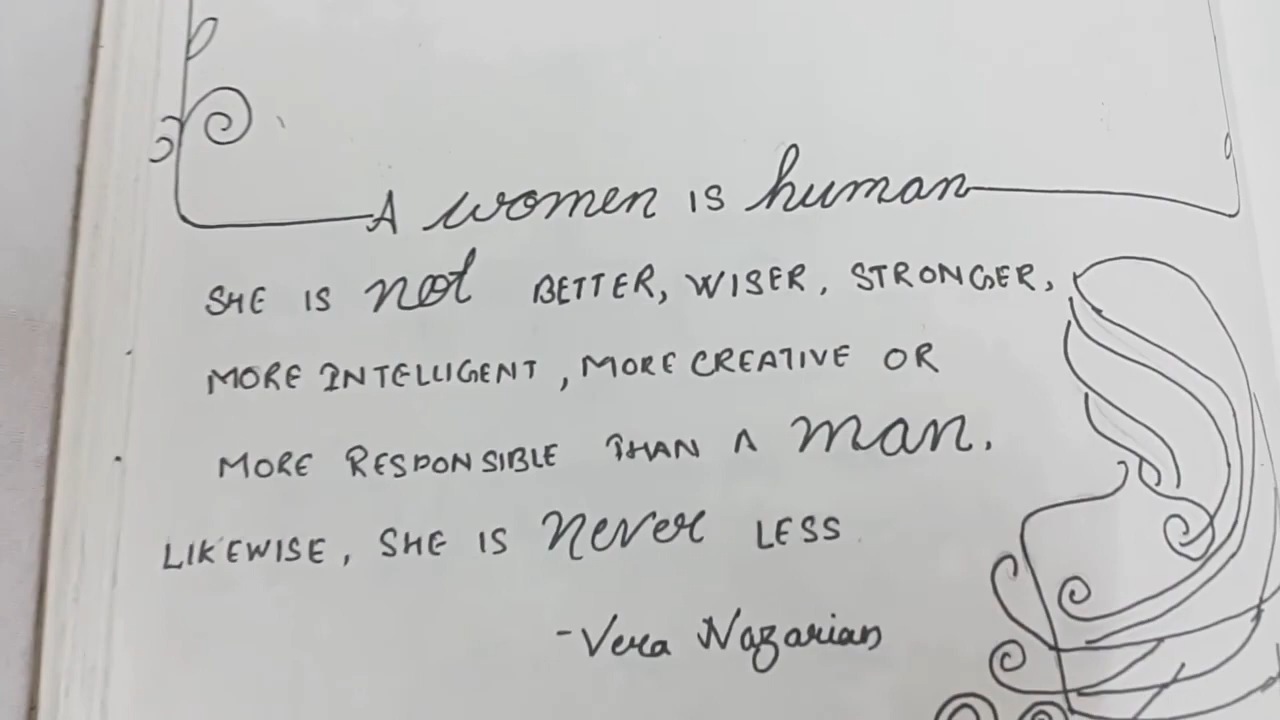 A women is human
SHE IS not BETTER, WISER, STRONGER,
MORE INTELLIGENT, MORE CREATIVE OR
MORE RESPONSIBLE THAN A man.
LIKEWISE, SHE IS never LESS
-Vera Nazarian